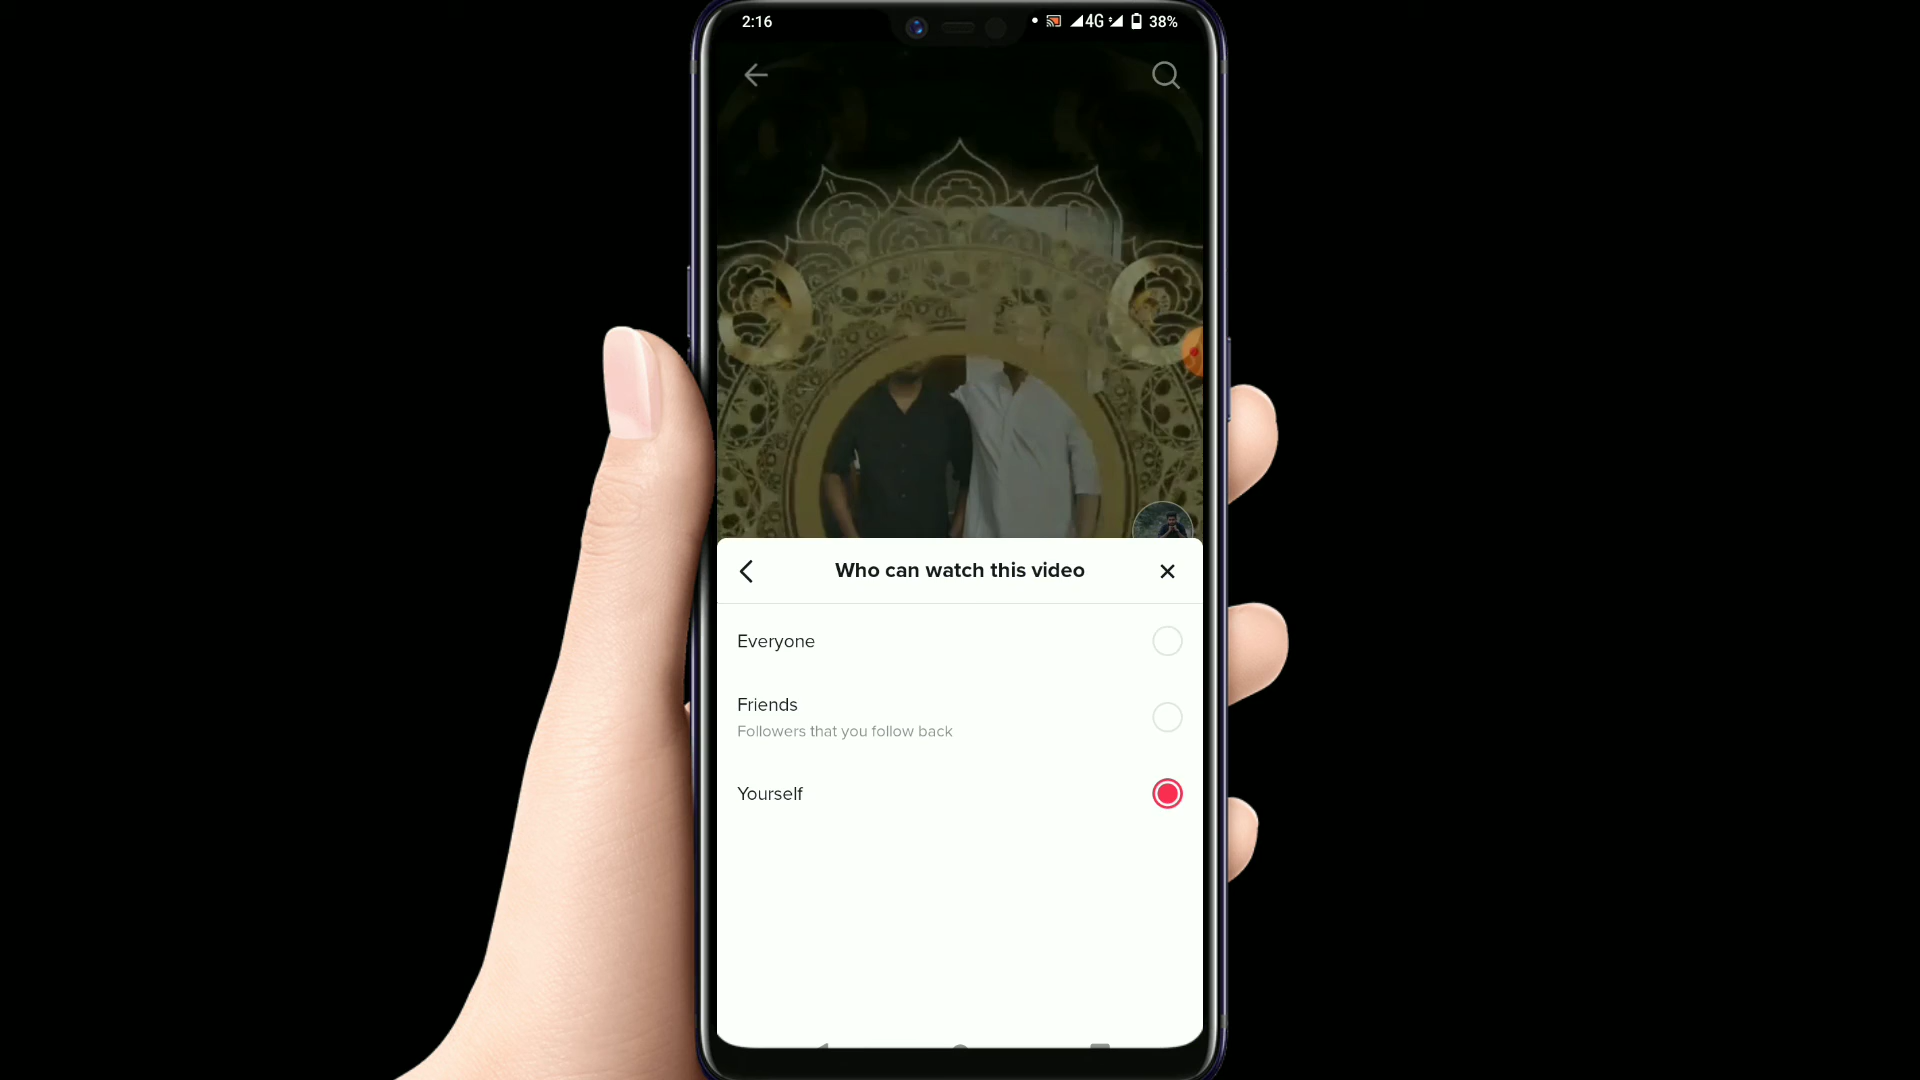 2:16
4G 38%
Who can watch this video
Everyone
Friends
Followers that you follow back
Yourself